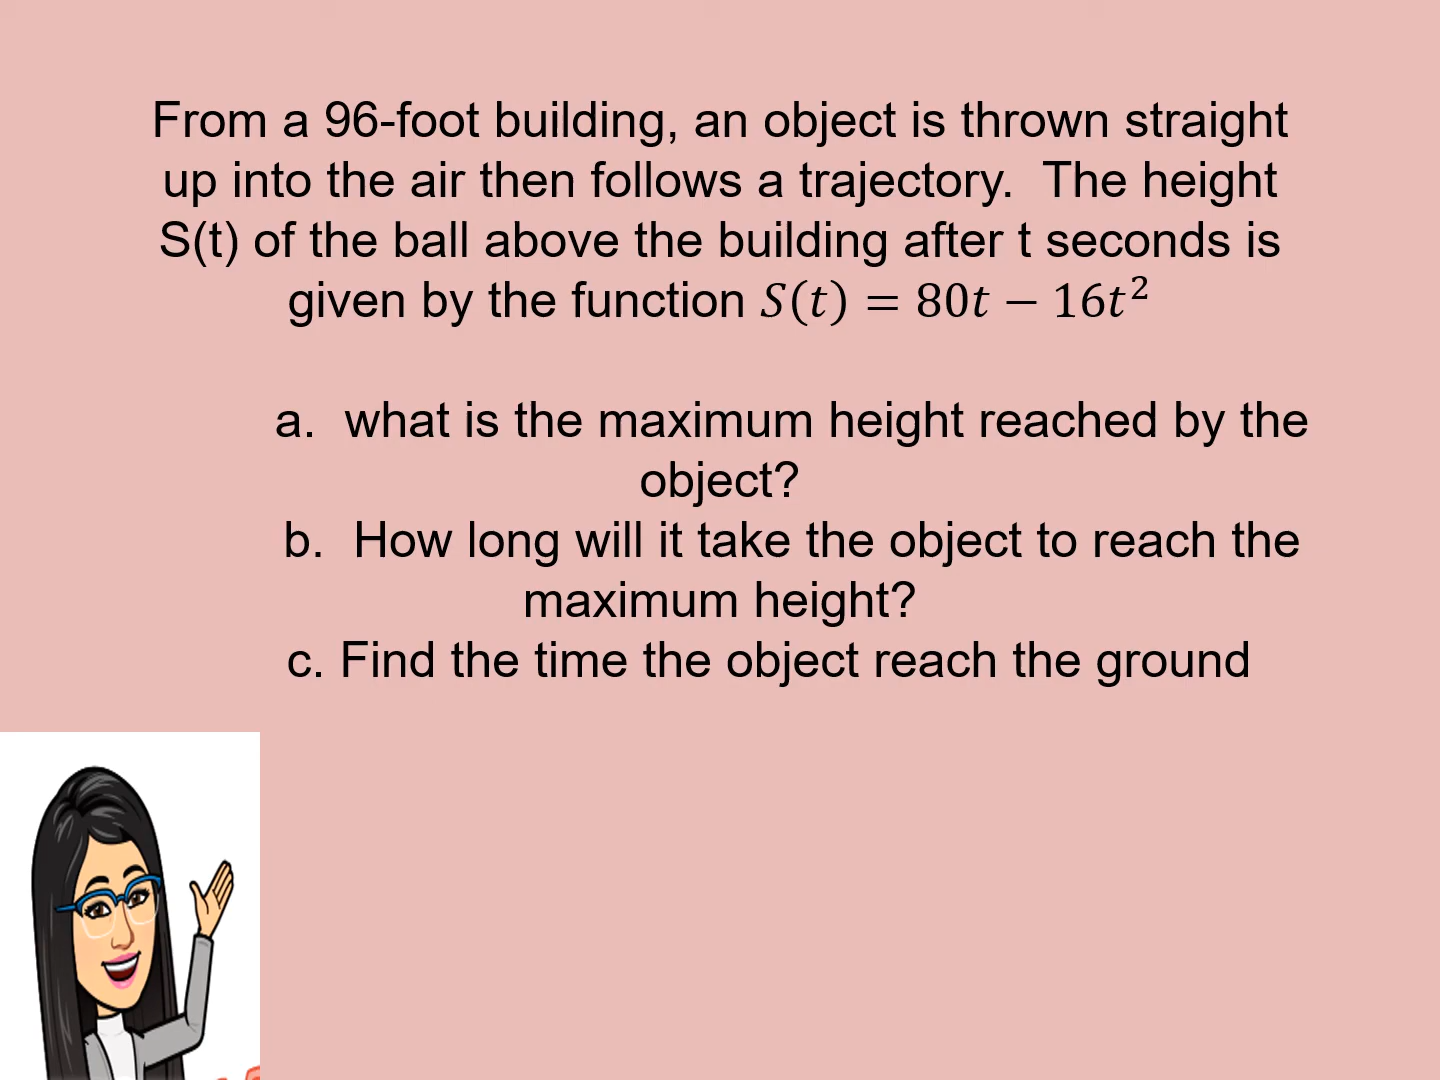 From a 96-foot building, an object is thrown straight
up into the air then follows a trajectory.  The height
S(t) of the ball above the building after t seconds is
given by the function S(t) = 80t − 16t²
a.  what is the maximum height reached by the
object?
b.  How long will it take the object to reach the
maximum height?
c. Find the time the object reach the ground